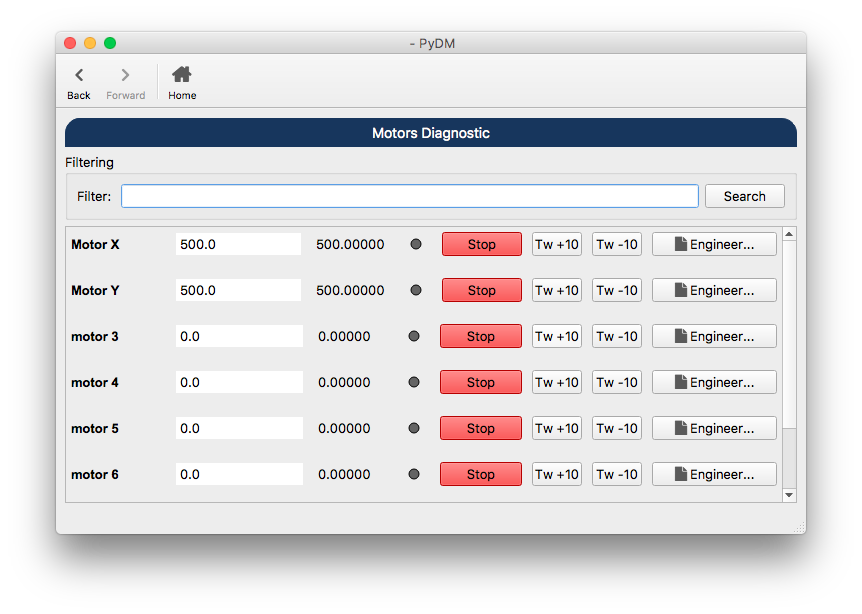 - PyDM
Back Forward Home
Motors Diagnostic
Filtering
Filter: Search
Motor X 500.0 500.00000 Stop Tw +10 Tw -10 Engineer...
Motor Y 500.0 500.00000 Stop Tw +10 Tw -10 Engineer...
motor 3 0.0 0.00000 Stop Tw +10 Tw -10 Engineer...
motor 4 0.0 0.00000 Stop Tw +10 Tw -10 Engineer...
motor 5 0.0 0.00000 Stop Tw +10 Tw -10 Engineer...
motor 6 0.0 0.00000 Stop Tw +10 Tw -10 Engineer...